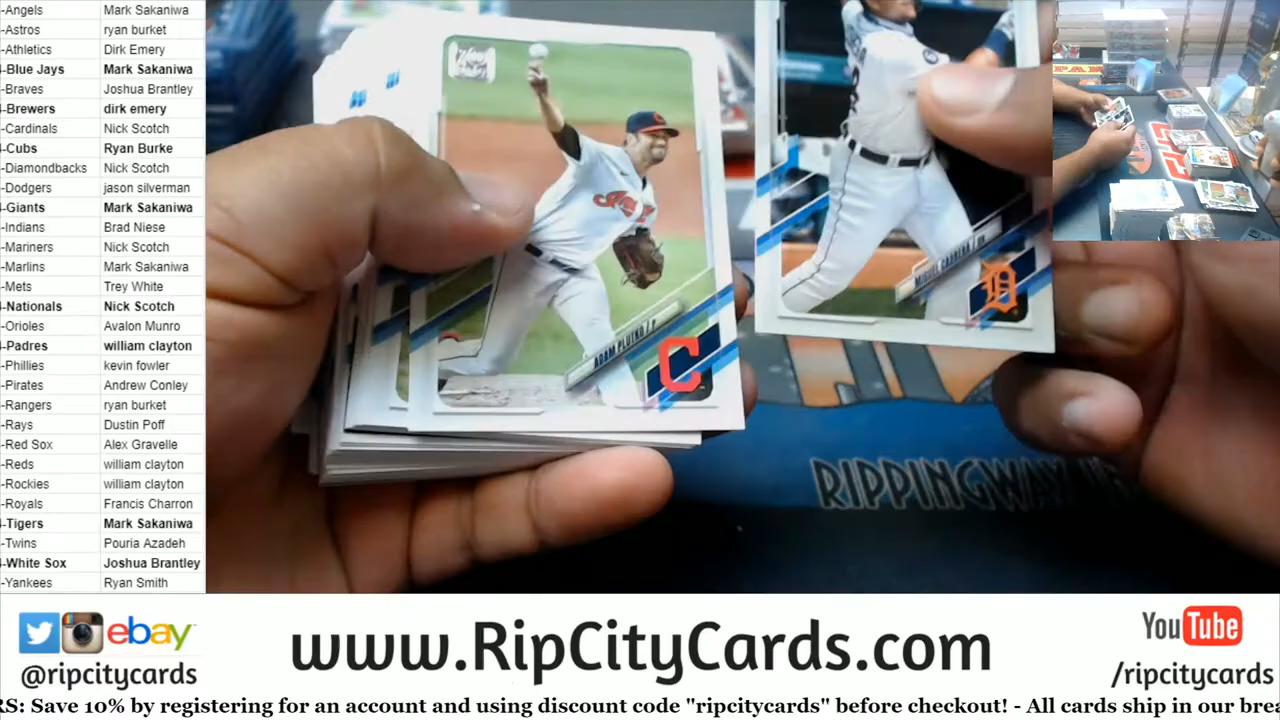 -Angels Mark Sakaniwa
-Astros ryan burket
-Athletics Dirk Emery
-Blue Jays Mark Sakaniwa
-Braves Joshua Brantley
-Brewers dirk emery
-Cardinals Nick Scotch
-Cubs Ryan Burke
-Diamondbacks Nick Scotch
-Dodgers jason silverman
-Giants Mark Sakaniwa
-Indians Brad Niese
-Mariners Nick Scotch
-Marlins Mark Sakaniwa
-Mets Trey White
-Nationals Nick Scotch
-Orioles Avalon Munro
-Padres william clayton
-Phillies kevin fowler
-Pirates Andrew Conley
-Rangers ryan burket
-Rays Dustin Poff
-Red Sox Alex Gravelle
-Reds william clayton
-Rockies william clayton
-Royals Francis Charron
-Tigers Mark Sakaniwa
-Twins Pouria Azadeh
-White Sox Joshua Brantley
-Yankees Ryan Smith
ADAM PLUTKO / P
C
MIGUEL CABRERA
D
RIPPINGWAX
ebay
@ripcitycards
www.RipCityCards.com
YouTube
/ripcitycards
RS: Save 10% by registering for an account and using discount code "ripcitycards" before checkout! - All cards ship in our brea